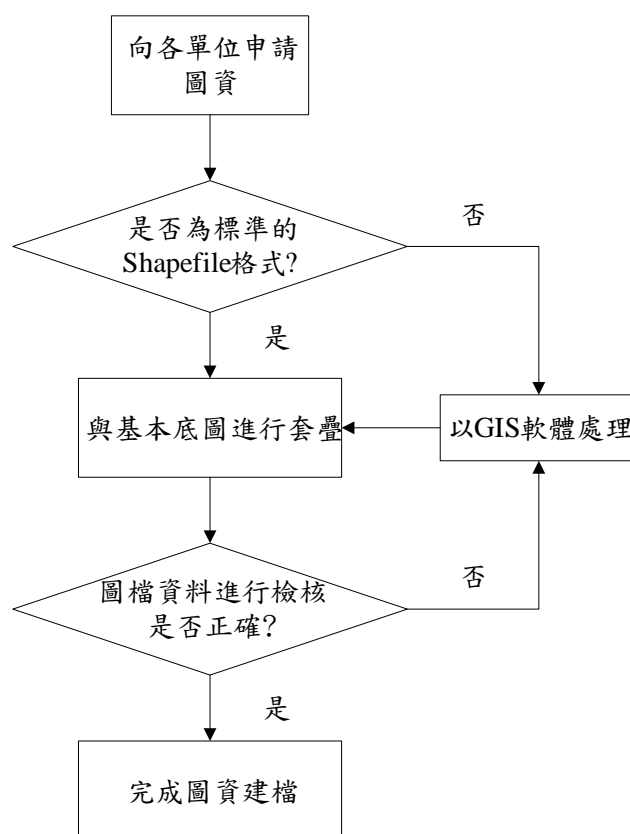 向各單位申請
圖資
是否為標準的
Shapefile格式?
否
是
與基本底圖進行套疊
以GIS軟體處理
圖檔資料進行檢核
是否正確?
否
是
完成圖資建檔